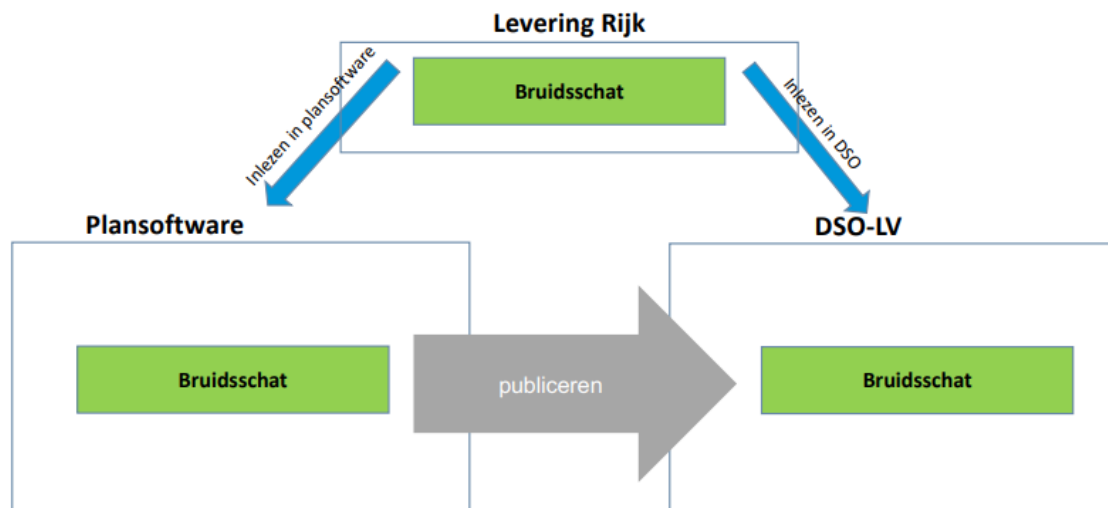 Levering Rijk
Bruidsschat
Inlezen in plansoftware
Inlezen in DSO
Plansoftware
DSO-LV
Bruidsschat
publiceren
Bruidsschat